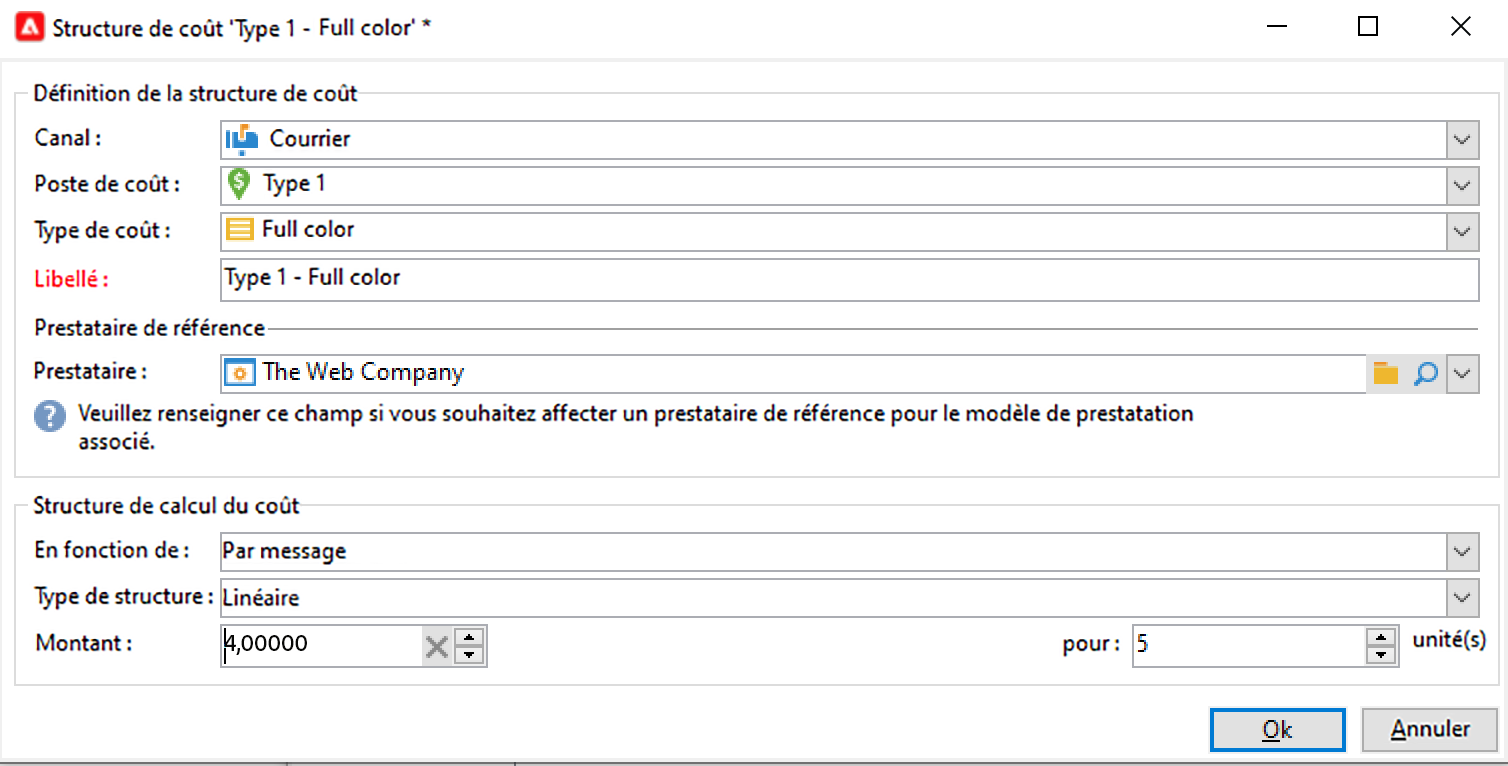 Structure de coût 'Type 1 - Full color' *
Définition de la structure de coût
Canal : Courrier
Poste de coût : Type 1
Type de coût : Full color
Libellé : Type 1 - Full color
Prestataire de référence
Prestataire : The Web Company
Veuillez renseigner ce champ si vous souhaitez affecter un prestataire de référence pour le modèle de prestatation
associé.
Structure de calcul du coût
En fonction de : Par message
Type de structure : Linéaire
Montant : 4,00000 pour : 5 unité(s)
Ok Annuler